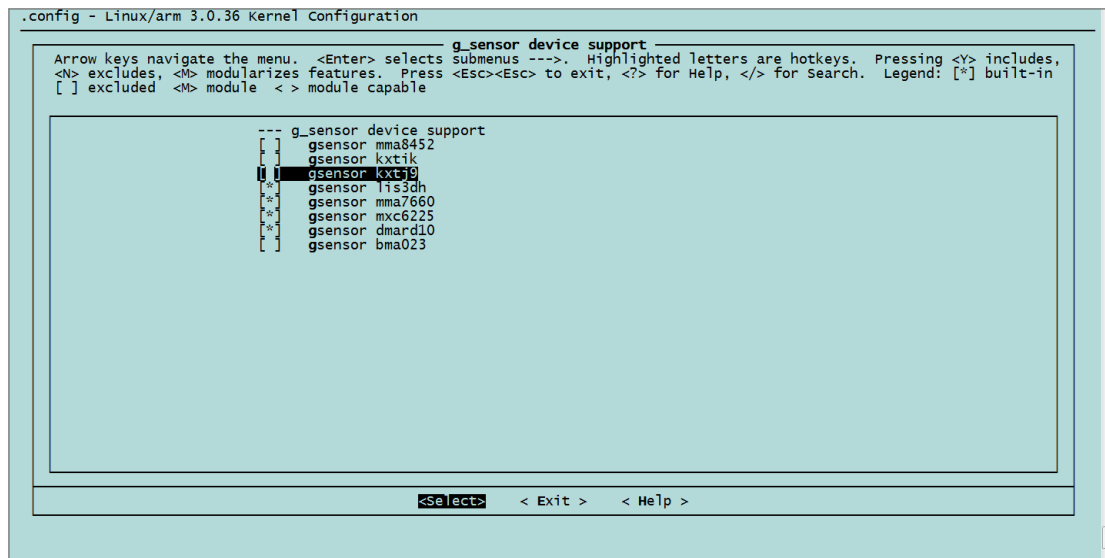 .config - Linux/arm 3.0.36 Kernel Configuration
g_sensor device support
Arrow keys navigate the menu.  <Enter> selects submenus --->.  Highlighted letters are hotkeys.  Pressing <Y> includes,
<N> excludes, <M> modularizes features.  Press <Esc><Esc> to exit, <?> for Help, </> for Search.  Legend: [*] built-in
[ ] excluded  <M> module  < > module capable
--- g_sensor device support
[ ]   gsensor mma8452
[ ]   gsensor kxtik
[ ]   gsensor kxtj9
[*]   gsensor lis3dh
[*]   gsensor mma7660
[*]   gsensor mxc6225
[*]   gsensor dmard10
[ ]   gsensor bma023
<Select>    < Exit >    < Help >